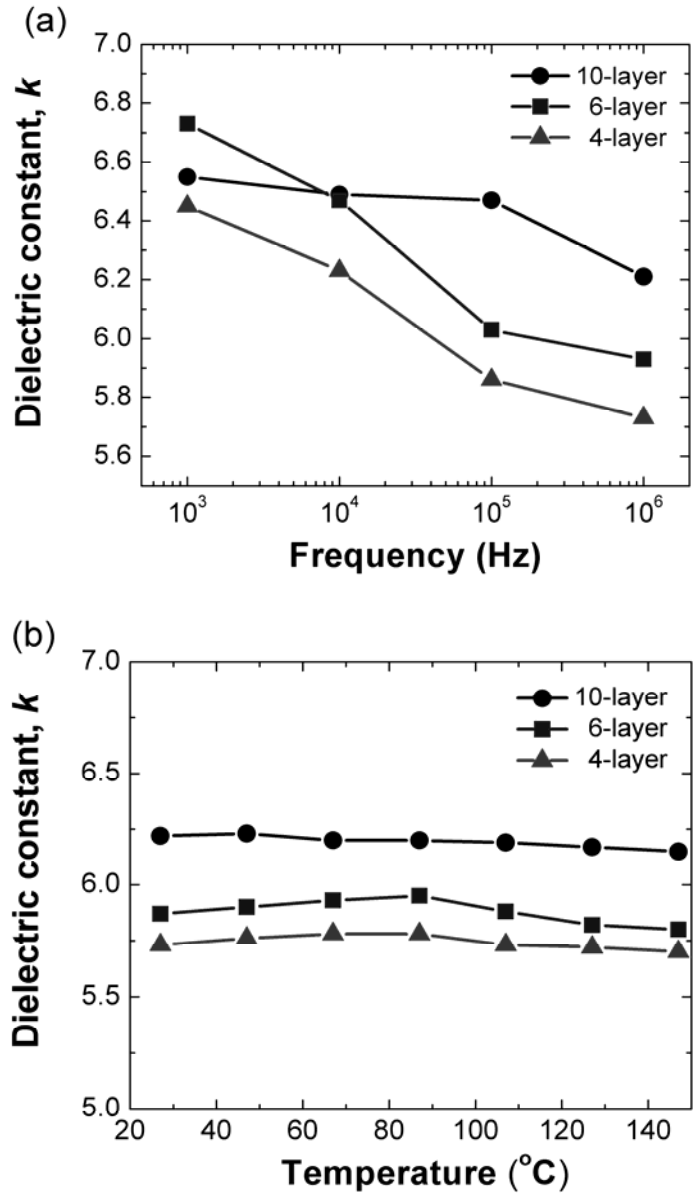 (a)
7.0
6.8
6.6
6.4
6.2
6.0
5.8
5.6
Dielectric constant, k
10-layer
6-layer
4-layer
10³ 10⁴ 10⁵ 10⁶
Frequency (Hz)
(b)
7.0
6.5
6.0
5.5
5.0
Dielectric constant, k
10-layer
6-layer
4-layer
20 40 60 80 100 120 140
Temperature (°C)